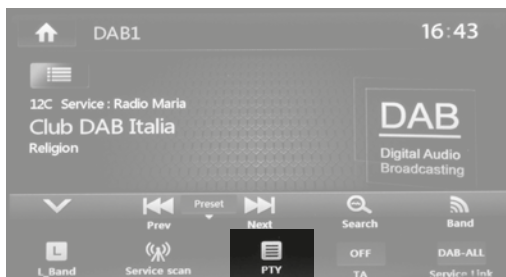 DAB1
16:43
12C Service : Radio Maria
Club DAB Italia
Religion
DAB
Digital Audio
Broadcasting
Preset
Prev
Next
Search
Band
L
L_Band
Service scan
PTY
OFF
TA
DAB-ALL
Service Link